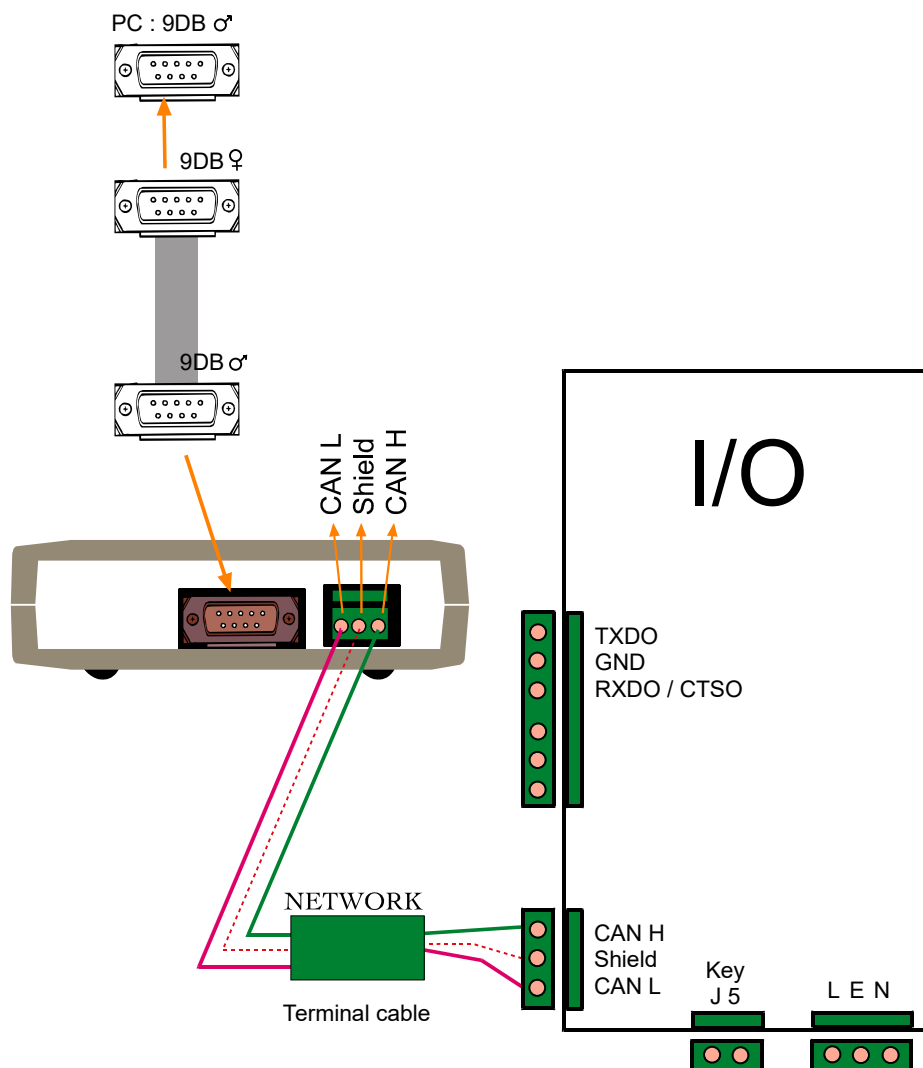 PC : 9DB ♂
9DB ♀
9DB ♂
CAN L
Shield
CAN H
I/O
TXDO
GND
RXDO / CTSO
NETWORK
Terminal cable
CAN H
Shield
CAN L
Key
J 5
L E N